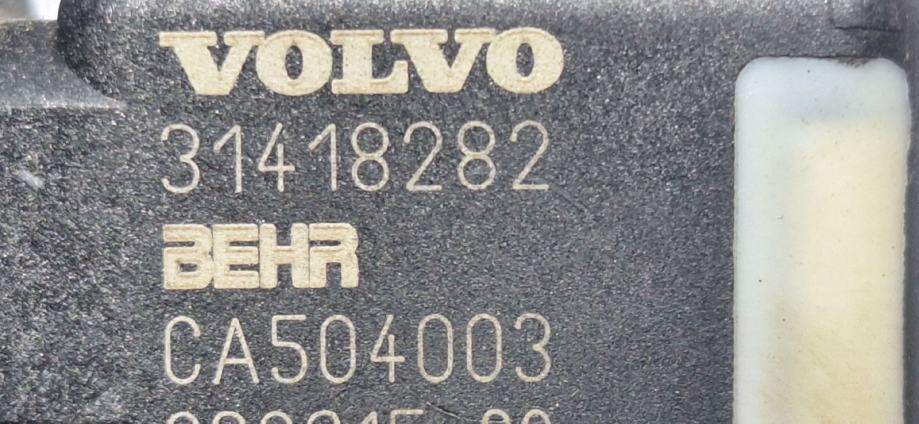 VOLVO
31418282
BEHR
CA504003